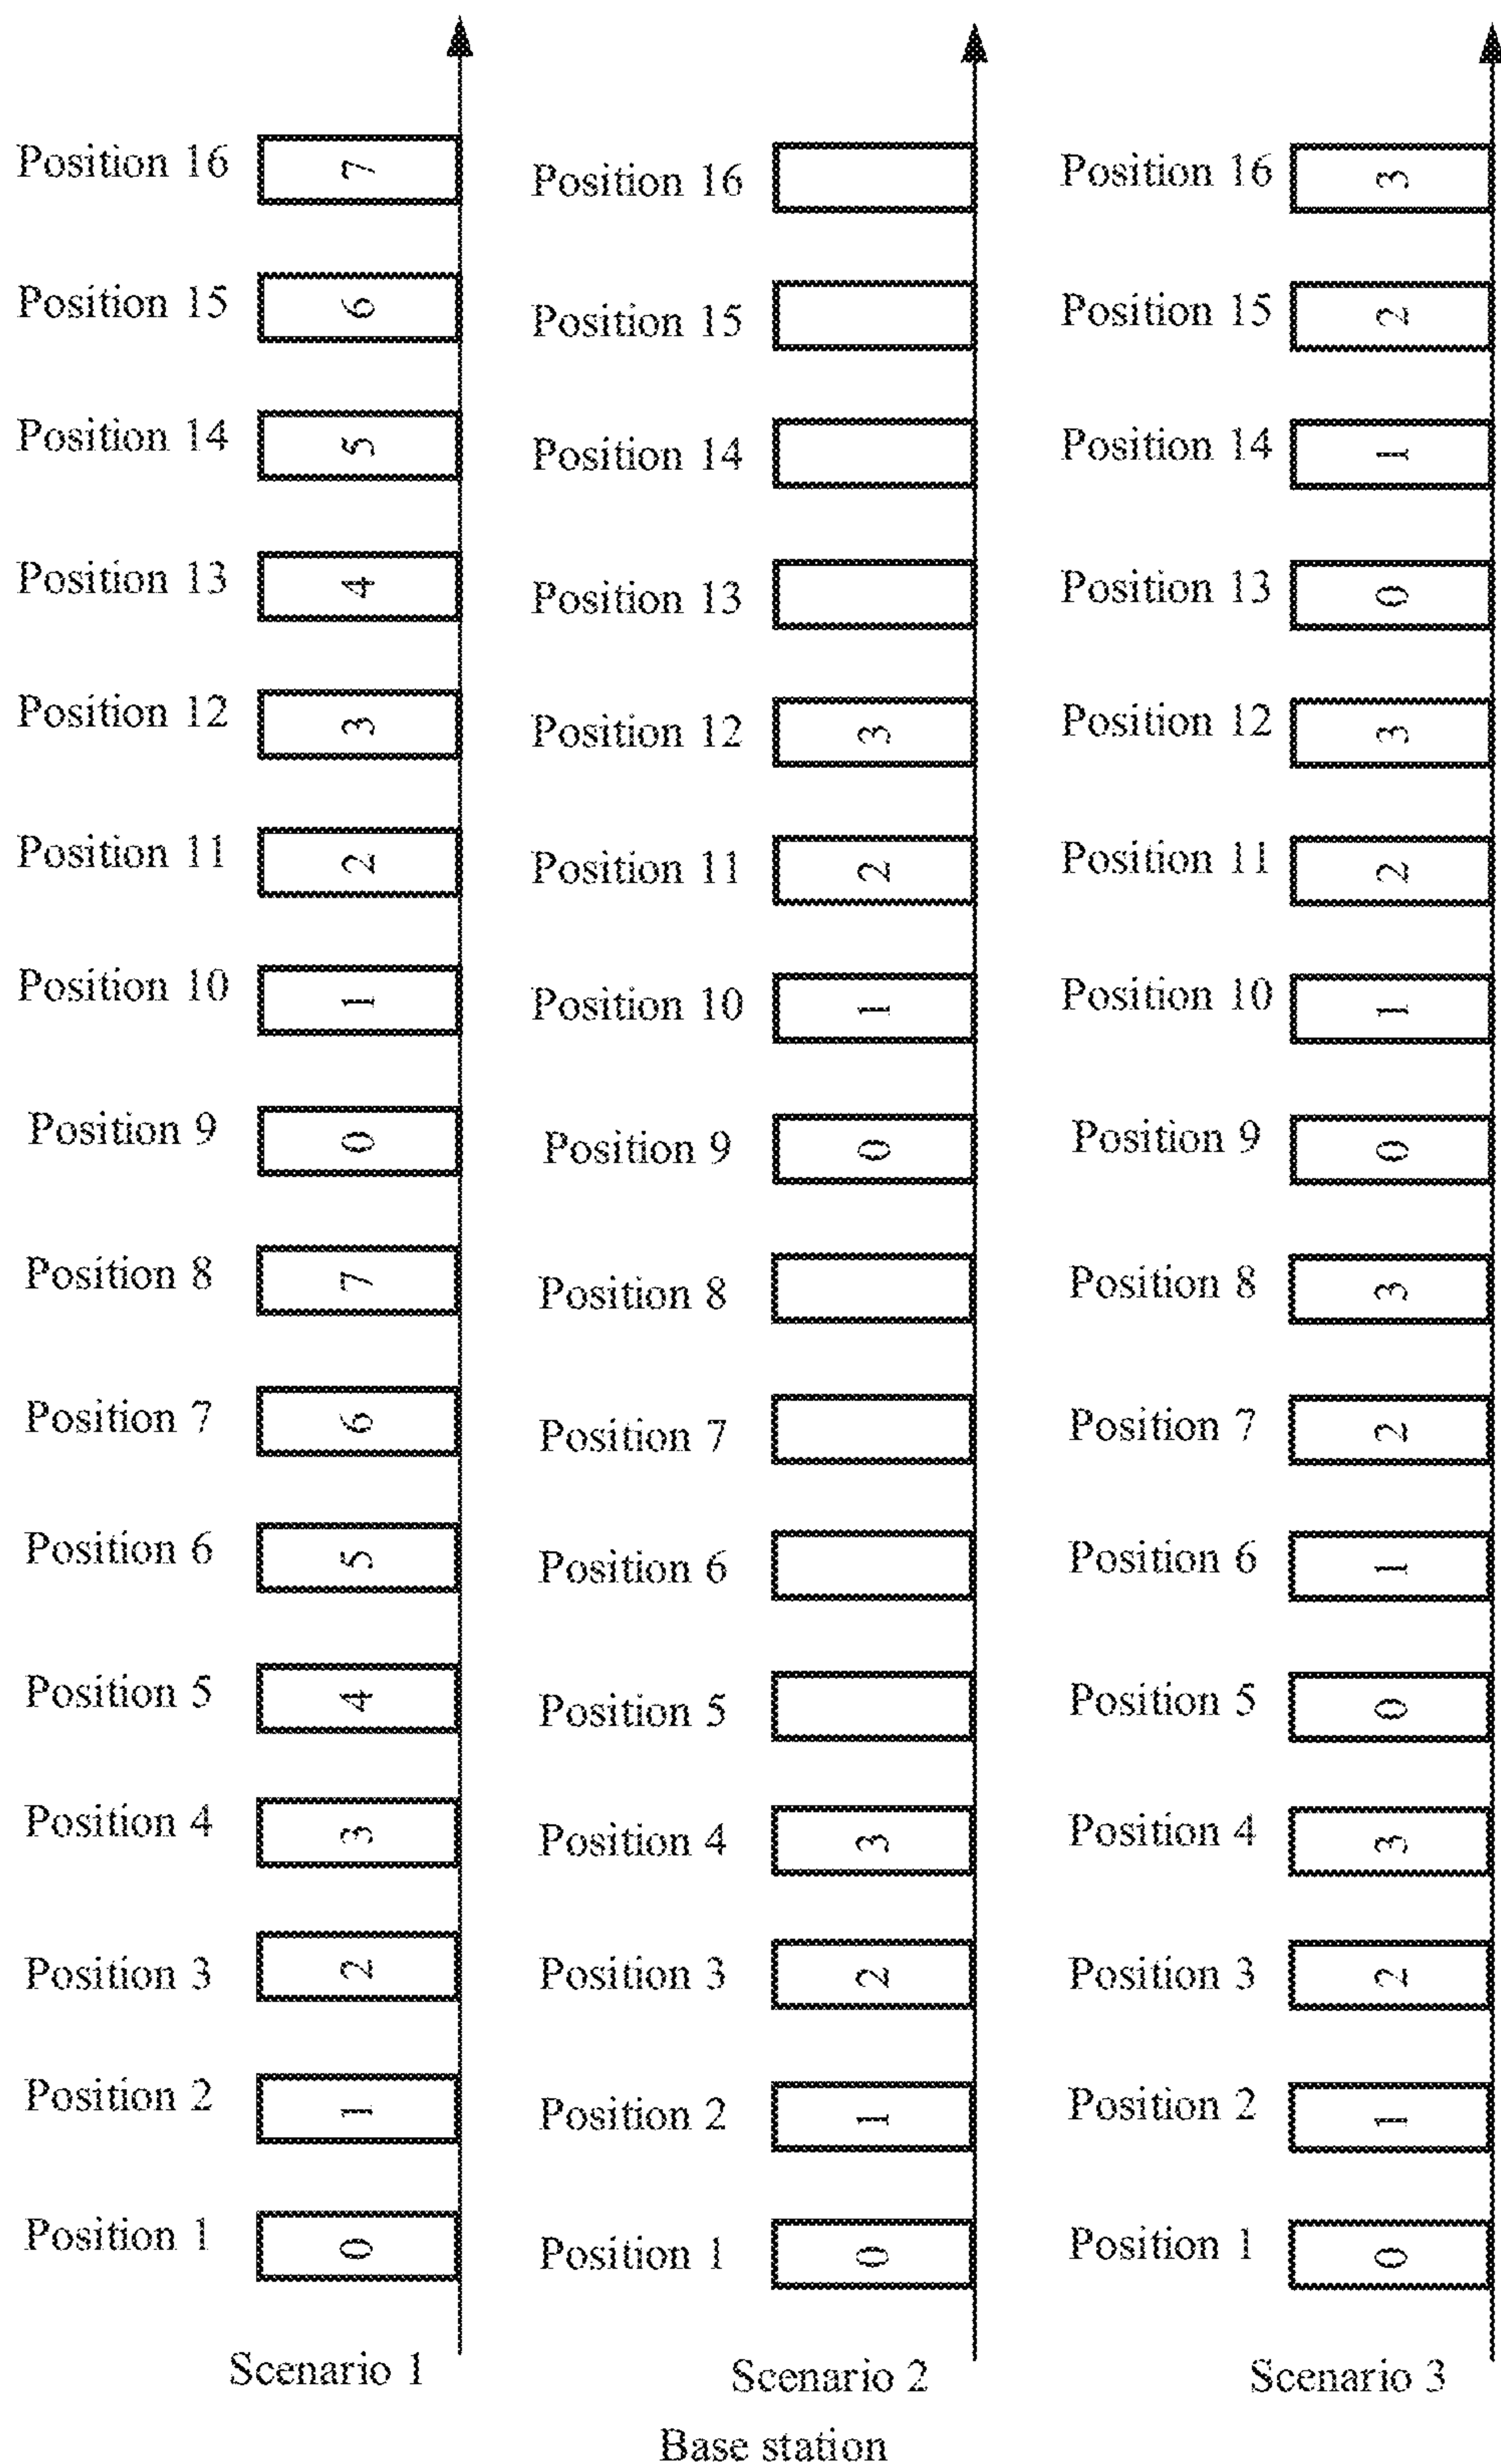 Position 16 7
Position 15 6
Position 14 5
Position 13 4
Position 12 3
Position 11 2
Position 10 1
Position 9 0
Position 8 7
Position 7 6
Position 6 5
Position 5 4
Position 4 3
Position 3 2
Position 2 1
Position 1 0
Scenario 1
Position 16
Position 15
Position 14
Position 13
Position 12 3
Position 11 2
Position 10 1
Position 9 0
Position 8
Position 7
Position 6
Position 5
Position 4 3
Position 3 2
Position 2 1
Position 1 0
Scenario 2
Position 16 3
Position 15 2
Position 14 1
Position 13 0
Position 12 3
Position 11 2
Position 10 1
Position 9 0
Position 8 3
Position 7 2
Position 6 1
Position 5 0
Position 4 3
Position 3 2
Position 2 1
Position 1 0
Scenario 3
Base station